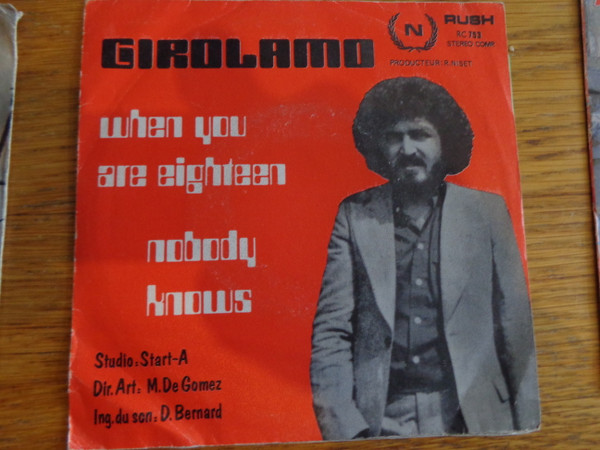 GIROLAMO
N
RUSH
RC 753
STEREO COMP.
PRODUCTEUR: R.N. SET
when you
are eighteen
nobody
knows
Studio: Start-A
Dir. Art: M. De Gomez
Ing. du son: D. Bernard